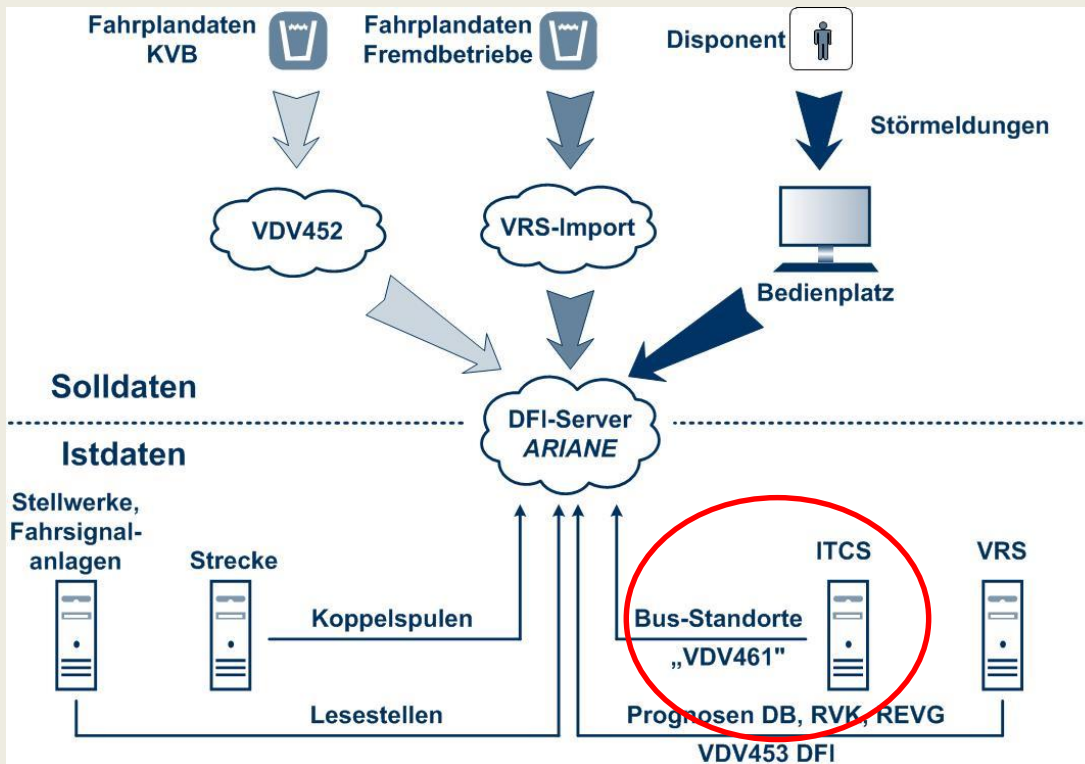 Fahrplandaten
KVB
Fahrplandaten
Fremdbetriebe
Disponent
Störmeldungen
VDV452
VRS-Import
Bedienplatz
Solldaten
DFI-Server
ARIANE
Istdaten
Stellwerke,
Fahrsignal-
anlagen
Strecke
ITCS
VRS
Koppelspulen
Bus-Standorte
„VDV461"
Lesestellen
Prognosen DB, RVK, REVG
VDV453 DFI